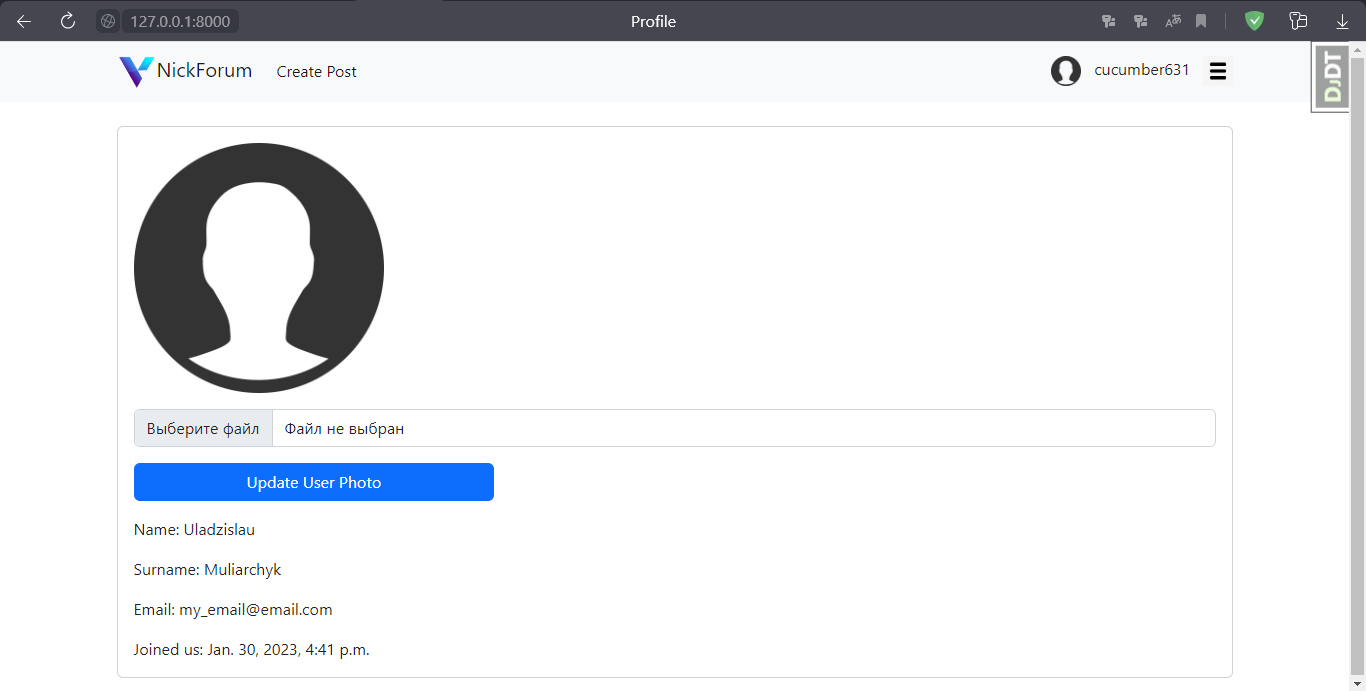 127.0.0.1:8000 Profile
NickForum Create Post cucumber631
DjDT
Выберите файл Файл не выбран
Update User Photo
Name: Uladzislau
Surname: Muliarchyk
Email: my_email@email.com
Joined us: Jan. 30, 2023, 4:41 p.m.